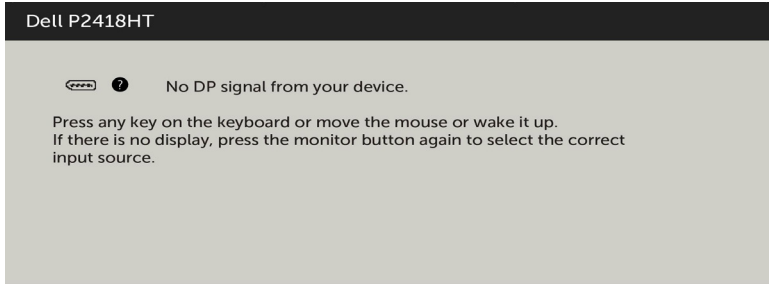 Dell P2418HT
? No DP signal from your device.
Press any key on the keyboard or move the mouse or wake it up.
If there is no display, press the monitor button again to select the correct
input source.